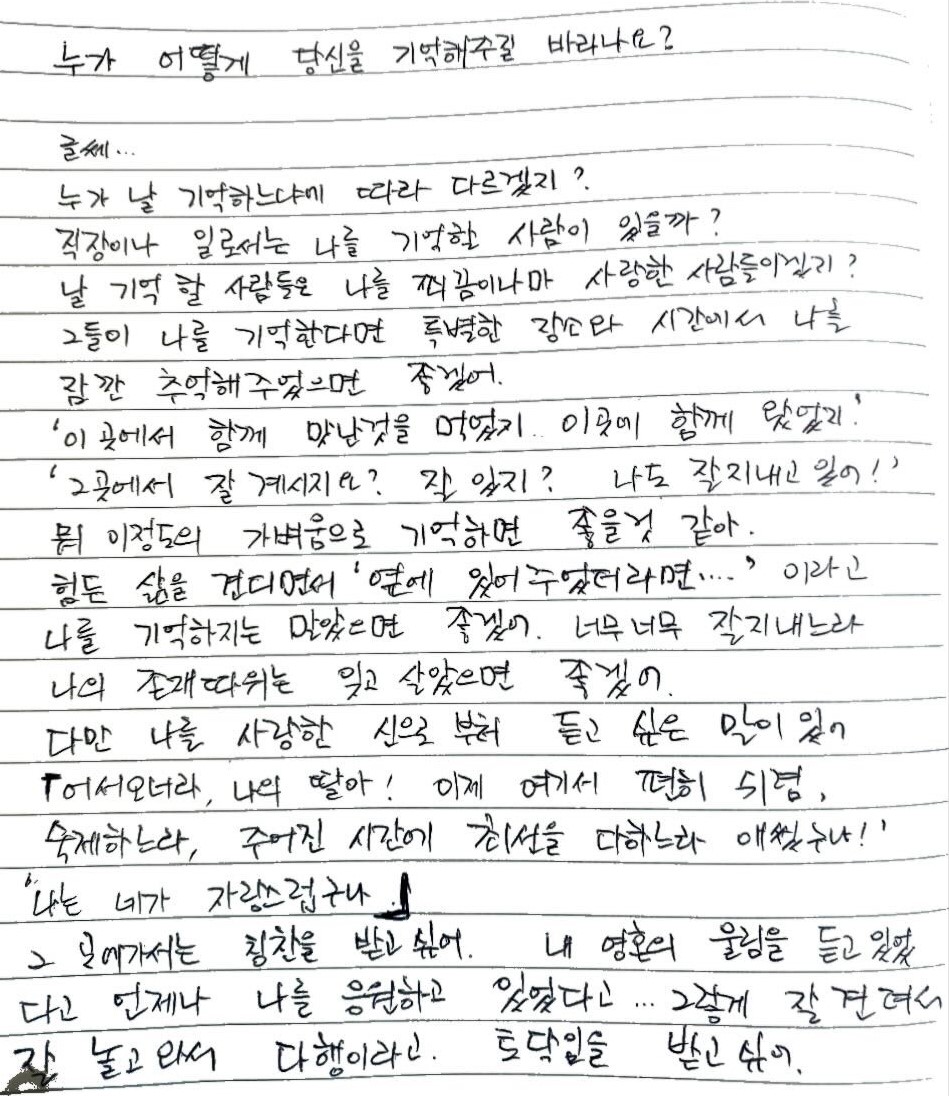 누가 어떻게 당신을 기억해주길 바라나요?
글쎄...
누가 날 기억하느냐에 따라 다르겠지?
직장이나 일로서는 나를 기억할 사람이 있을까?
날 기억 할 사람들은 나를 찌끔이나마 사랑한 사람들이겠지?
그들이 나를 기억한다면 특별한 장소와 시간에서 나를
잠깐 추억해주었으면 좋겠어.
'이 곳에서 함께 맛난것을 먹었지.. 이곳에 함께 왔었지.'
'그곳에서 잘 계시지요? 잘 있지? 나도 잘지내고 있어!'
뭐 이정도의 가벼움으로 기억하면 좋을것 같아.
힘든 삶을 견디면서 '옆에 있어주었더라면....' 이라고
나를 기억하지는 말았으면 좋겠어. 너무너무 잘지내느라
나의 존재따위는 잊고 살았으면 좋겠어.
다만 나를 사랑한 신으로 부터 듣고 싶은 말이 있어
「어서오너라, 나의 딸아! 이제 여기서 편히 쉬렴,
숙제하느라, 주어진 시간에 최선을 다하느라 애썼구나!'
'나는 네가 자랑스럽구나.」
그 곳에가서는 칭찬을 받고 싶어. 내 영혼의 울림을 듣고 있었
다고 언제나 나를 응원하고 있었다고... 그렇게 잘 견뎌서
잘 놀고 와서 다행이라고. 토닥임을 받고 싶어.